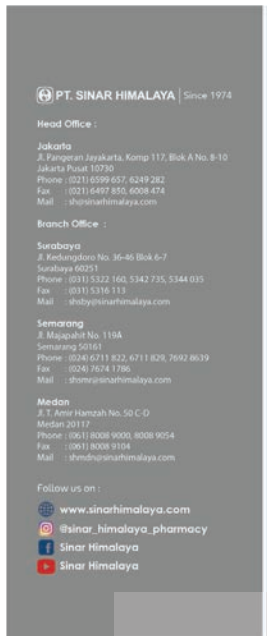 PT. SINAR HIMALAYA | Since 1974
Head Office :
Jakarta
Jl. Pangeran Jayakarta, Komp 117, Blok A No. 8-10
Jakarta Pusat 10730
Phone : (021) 6599 657, 6249 282
Fax : (021) 6497 850, 6008 474
Mail : sh@sinarhimalaya.com
Branch Office :
Surabaya
Jl. Kedungdoro No. 36-46 Blok 6-7
Surabaya 60251
Phone : (031) 5322 160, 5342 735, 5344 035
Fax : (031) 5316 113
Mail : shsby@sinarhimalaya.com
Semarang
Jl. Majapahit No. 119A
Semarang 50161
Phone : (024) 6711 822, 6711 829, 7692 8639
Fax : (024) 7674 1786
Mail : shsmr@sinarhimalaya.com
Medan
Jl. T. Amir Hamzah No. 50 C-D
Medan 20117
Phone : (061) 8008 9000, 8008 9054
Fax : (061) 8008 9104
Mail : shmdn@sinarhimalaya.com
Follow us on :
www.sinarhimalaya.com
@sinar_himalaya_pharmacy
Sinar Himalaya
Sinar Himalaya